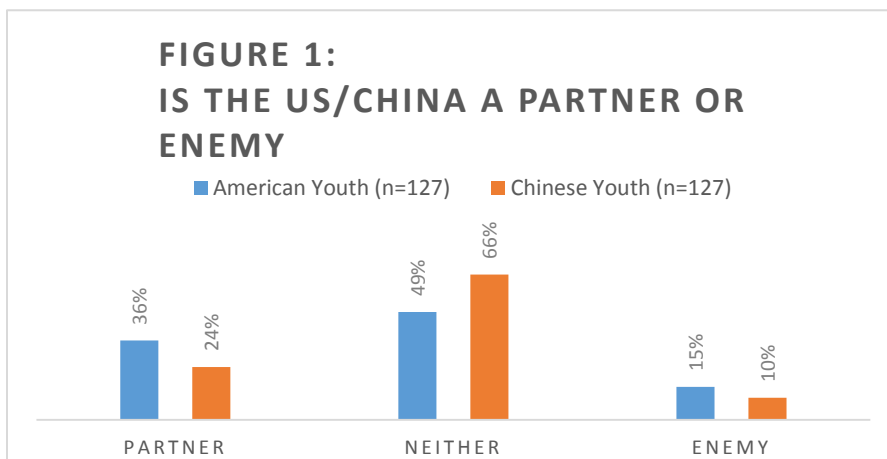 FIGURE 1:
IS THE US/CHINA A PARTNER OR
ENEMY
American Youth (n=127) Chinese Youth (n=127)
36% 24% 49% 66% 15% 10%
PARTNER NEITHER ENEMY